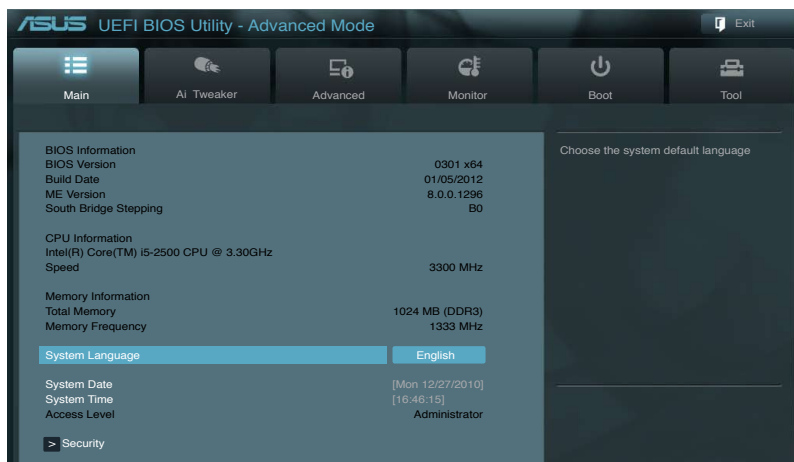 ASUS UEFI BIOS Utility - Advanced Mode
Exit
Main
Ai Tweaker
Advanced
Monitor
Boot
Tool
BIOS Information
BIOS Version 0301 x64
Build Date 01/05/2012
ME Version 8.0.0.1296
South Bridge Stepping B0
CPU Information
Intel(R) Core(TM) i5-2500 CPU @ 3.30GHz
Speed 3300 MHz
Memory Information
Total Memory 1024 MB (DDR3)
Memory Frequency 1333 MHz
System Language English
System Date [Mon 12/27/2010]
System Time [16:46:15]
Access Level Administrator
> Security
Choose the system default language